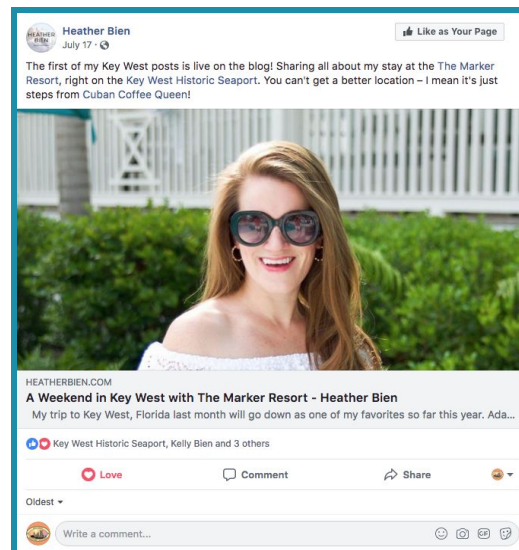 HEATHER
BIEN
Heather Bien
July 17 ·
Like as Your Page
The first of my Key West posts is live on the blog! Sharing all about my stay at the The Marker
Resort, right on the Key West Historic Seaport. You can't get a better location – I mean it's just
steps from Cuban Coffee Queen!
HEATHERBIEN.COM
A Weekend in Key West with The Marker Resort - Heather Bien
My trip to Key West, Florida last month will go down as one of my favorites so far this year. Ada...
Key West Historic Seaport, Kelly Bien and 3 others
Love Comment Share
Oldest
Write a comment...
GIF